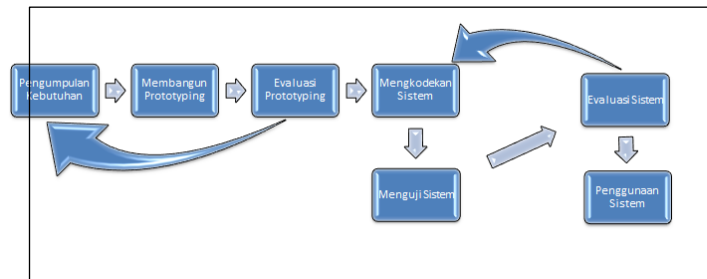 Pengumpulan
Kebutuhan
Membangun
Prototyping
Evaluasi
Prototyping
Mengkodekan
Sistem
Menguji Sistem
Evaluasi Sistem
Penggunaan
Sistem